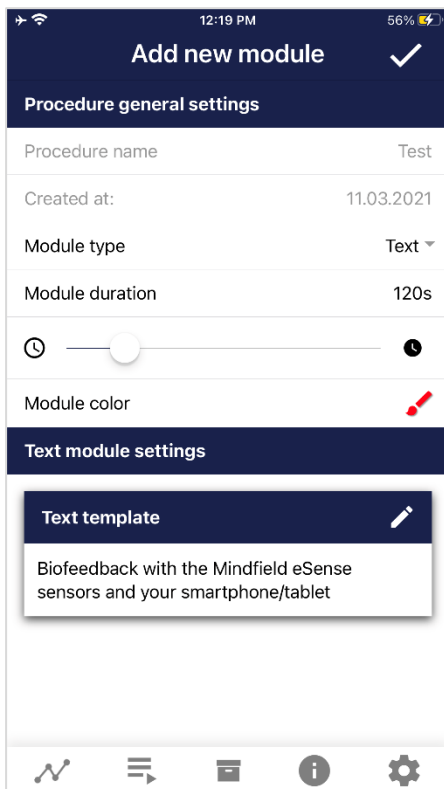 12:19 PM
56%
Add new module
Procedure general settings
Procedure name Test
Created at: 11.03.2021
Module type Text
Module duration 120s
Module color
Text module settings
Text template
Biofeedback with the Mindfield eSense
sensors and your smartphone/tablet